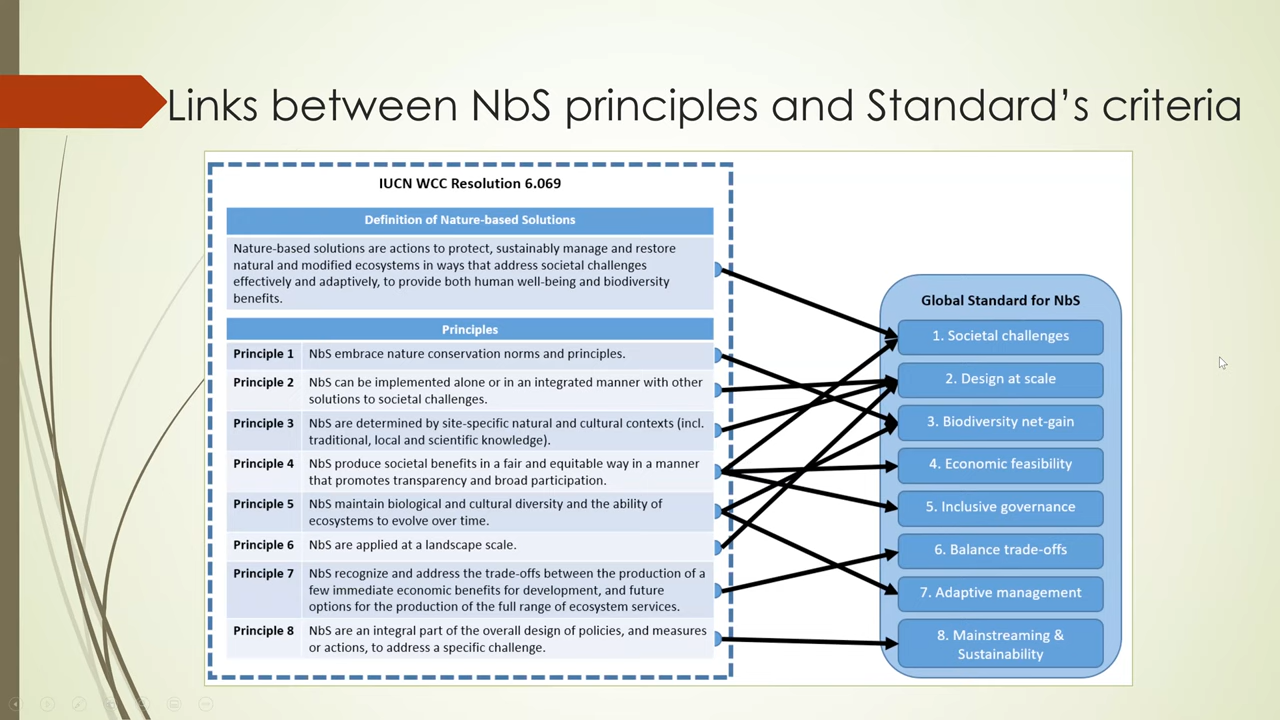 Links between NbS principles and Standard's criteria
IUCN WCC Resolution 6.069
Definition of Nature-based Solutions
Nature-based solutions are actions to protect, sustainably manage and restore
natural and modified ecosystems in ways that address societal challenges
effectively and adaptively, to provide both human well-being and biodiversity
benefits.
Principles
Principle 1 NbS embrace nature conservation norms and principles.
Principle 2 NbS can be implemented alone or in an integrated manner with other
solutions to societal challenges.
Principle 3 NbS are determined by site-specific natural and cultural contexts (incl.
traditional, local and scientific knowledge).
Principle 4 NbS produce societal benefits in a fair and equitable way in a manner
that promotes transparency and broad participation.
Principle 5 NbS maintain biological and cultural diversity and the ability of
ecosystems to evolve over time.
Principle 6 NbS are applied at a landscape scale.
Principle 7 NbS recognize and address the trade-offs between the production of a
few immediate economic benefits for development, and future
options for the production of the full range of ecosystem services.
Principle 8 NbS are an integral part of the overall design of policies, and measures
or actions, to address a specific challenge.
Global Standard for NbS
1. Societal challenges
2. Design at scale
3. Biodiversity net-gain
4. Economic feasibility
5. Inclusive governance
6. Balance trade-offs
7. Adaptive management
8. Mainstreaming &
Sustainability